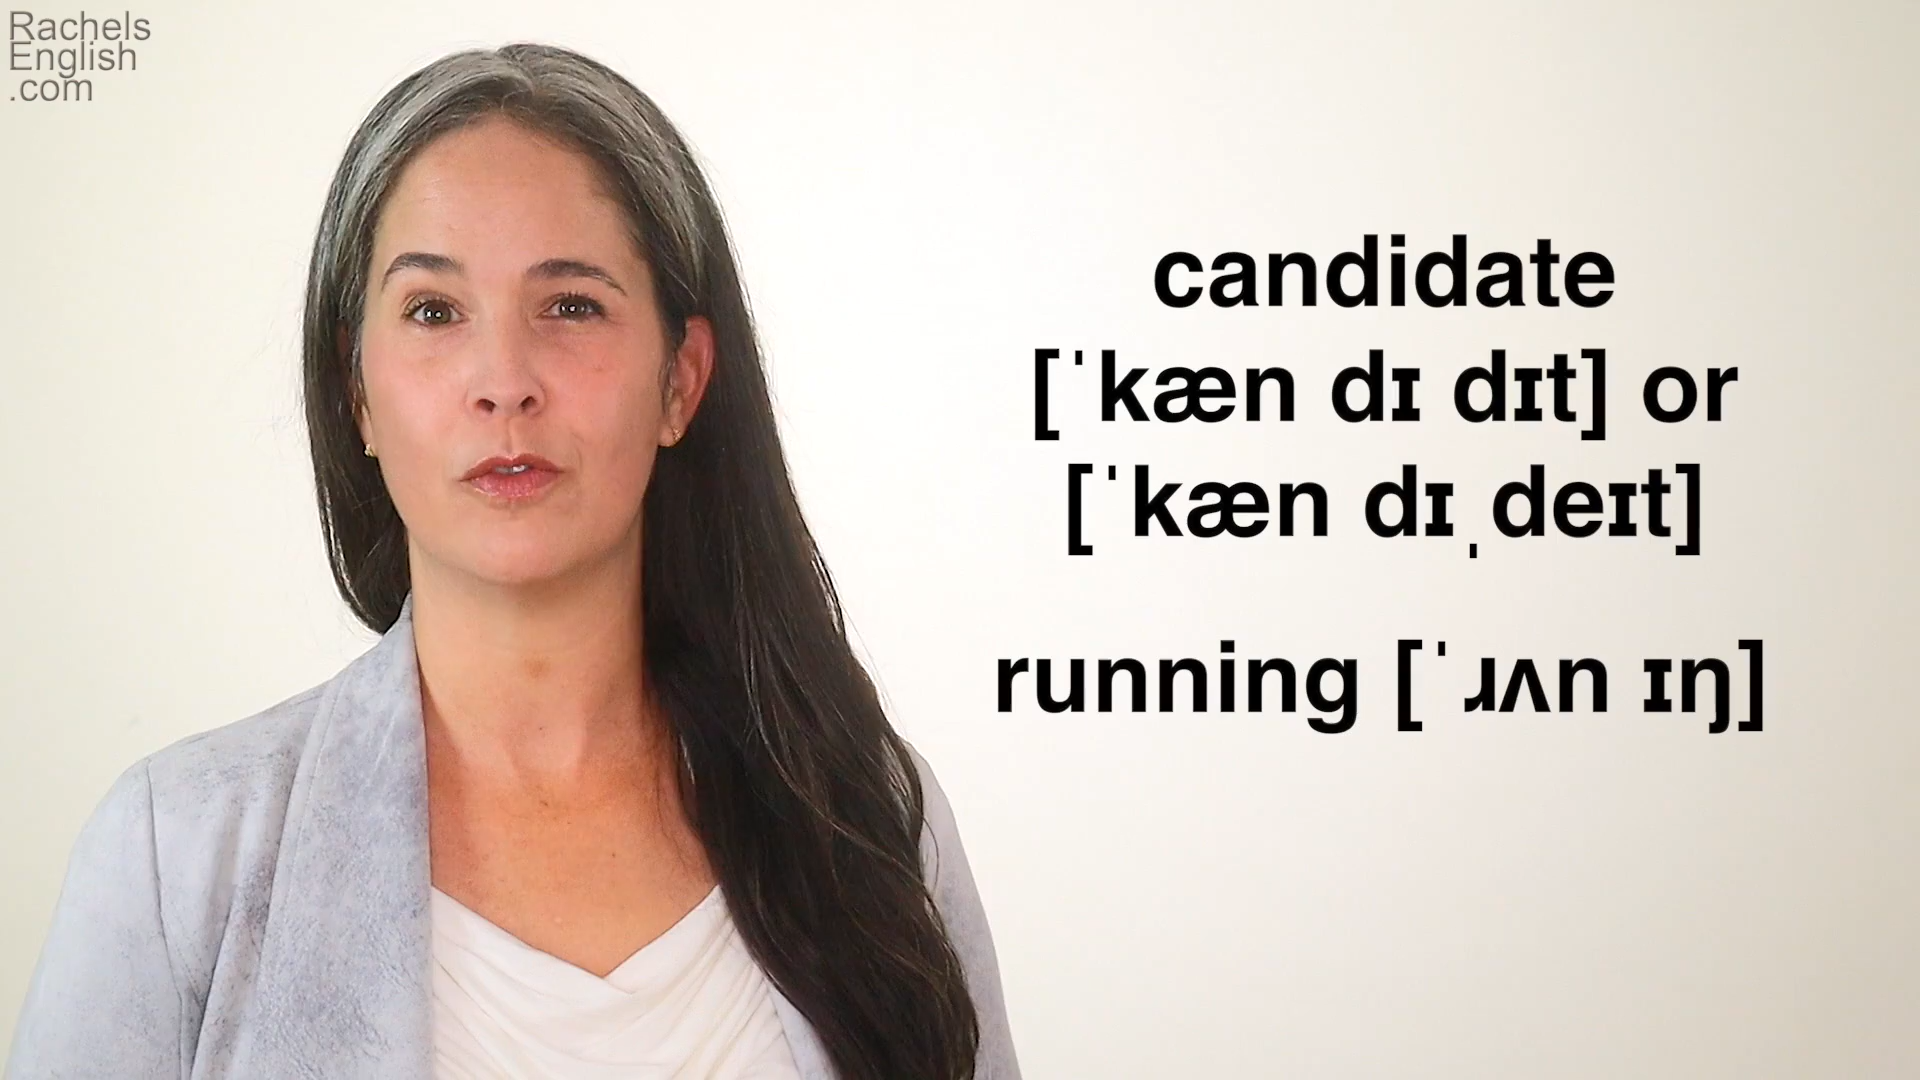 Rachels
English
.com
candidate
[ˈkæn dɪ dɪt] or
[ˈkæn dɪˌdeɪt]
running [ˈɹʌn ɪŋ]